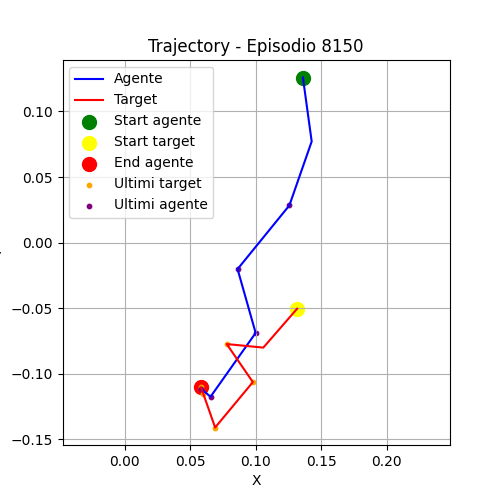 Trajectory - Episodio 8150
Agente
Target
Start agente
Start target
End agente
Ultimi target
Ultimi agente
0.10
0.05
0.00
−0.05
−0.10
−0.15
0.00
0.05
0.10
0.15
0.20
X